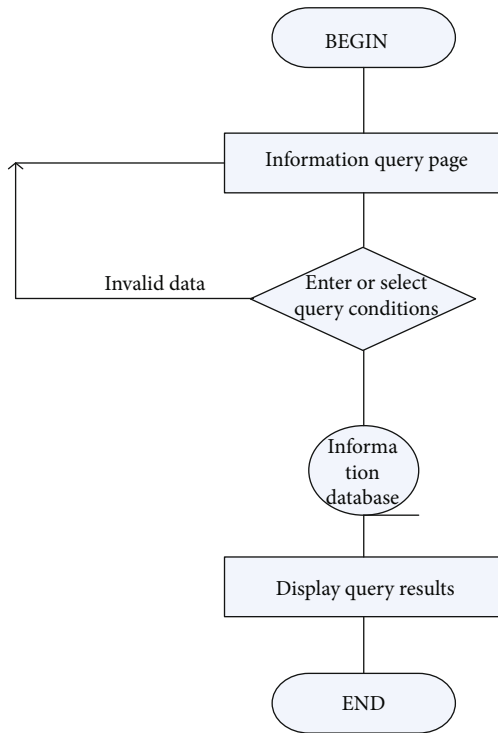 BEGIN
Information query page
Invalid data
Enter or select
query conditions
Informa
tion
database
Display query results
END